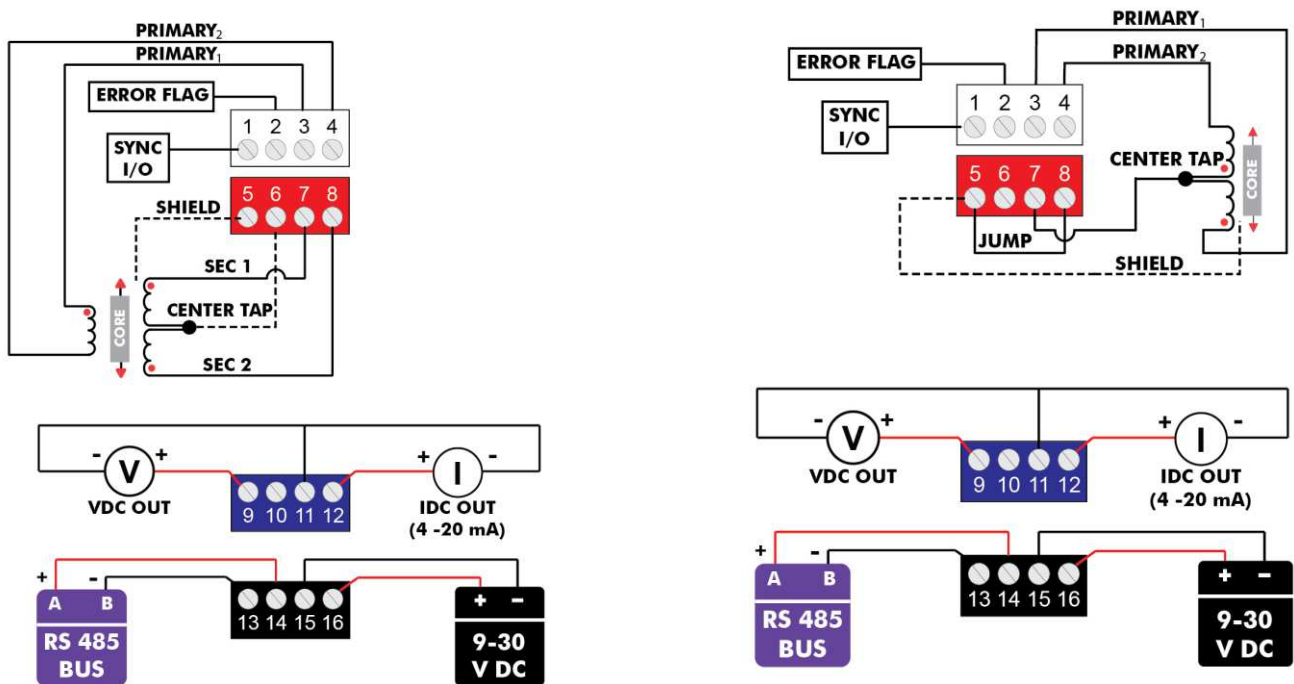 PRIMARY₂
PRIMARY₁
ERROR FLAG
1 2 3 4
SYNC
I/O
5 6 7 8
SHIELD
SEC 1
CORE
CENTER TAP
SEC 2
- V +
VDC OUT
+ I -
IDC OUT
(4 -20 mA)
9 10 11 12
+ -
A B
RS 485
BUS
13 14 15 16
+ -
9-30
V DC
PRIMARY₁
PRIMARY₂
ERROR FLAG
1 2 3 4
SYNC
I/O
CENTER TAP
CORE
5 6 7 8
JUMP
SHIELD
- V +
VDC OUT
+ I -
IDC OUT
(4 -20 mA)
9 10 11 12
+ -
A B
RS 485
BUS
13 14 15 16
+ -
9-30
V DC